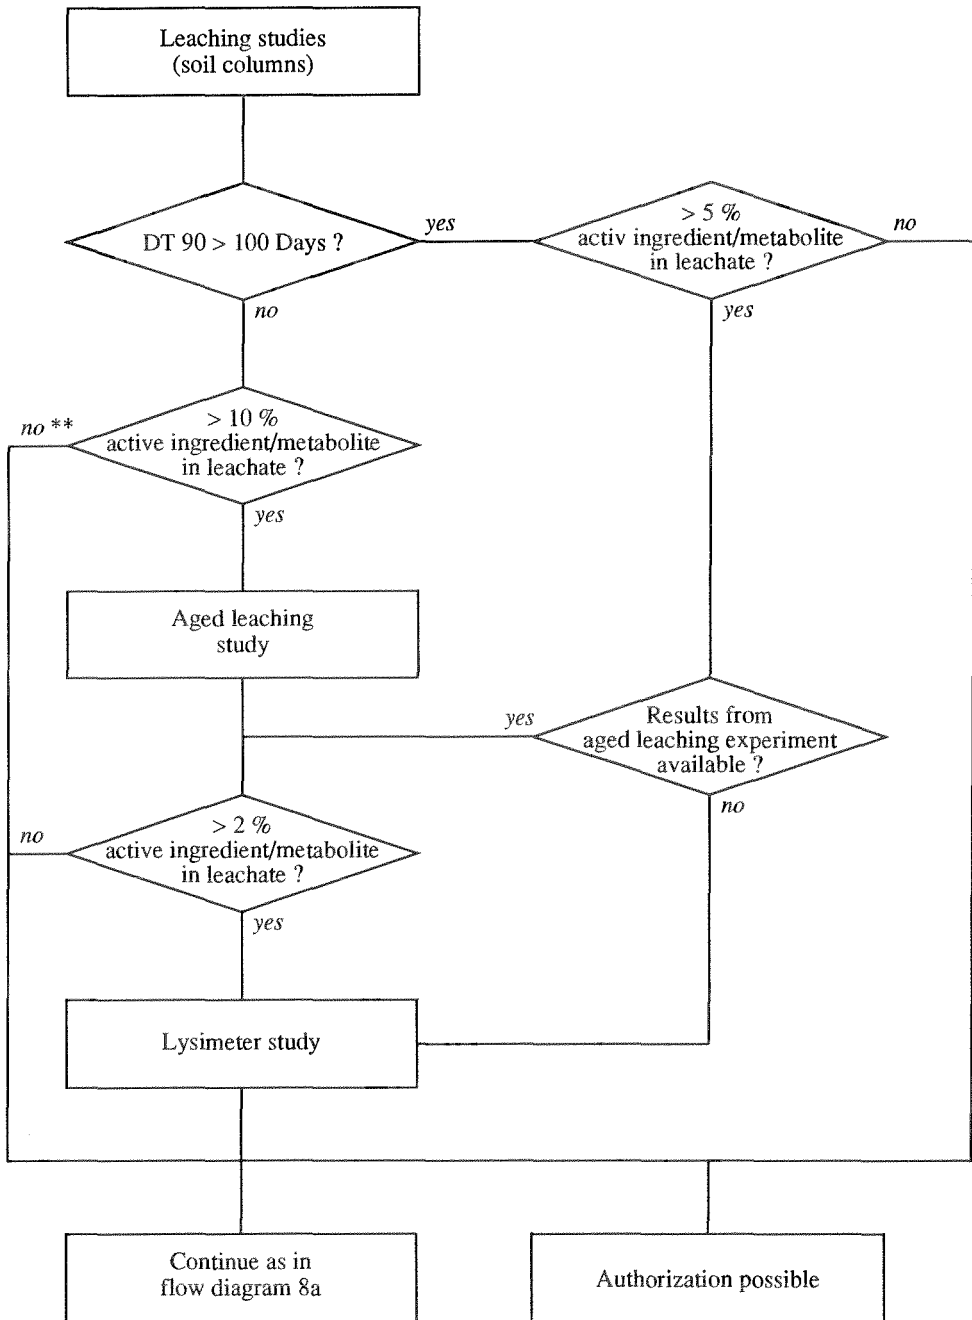 Leaching studies
(soil columns)
DT 90 > 100 Days ?
yes
> 5 %
activ ingredient/metabolite
in leachate ?
no
no
yes
no **
> 10 %
active ingredient/metabolite
in leachate ?
yes
Aged leaching
study
yes
Results from
aged leaching experiment
available ?
no
no
> 2 %
active ingredient/metabolite
in leachate ?
yes
Lysimeter study
Continue as in
flow diagram 8a
Authorization possible